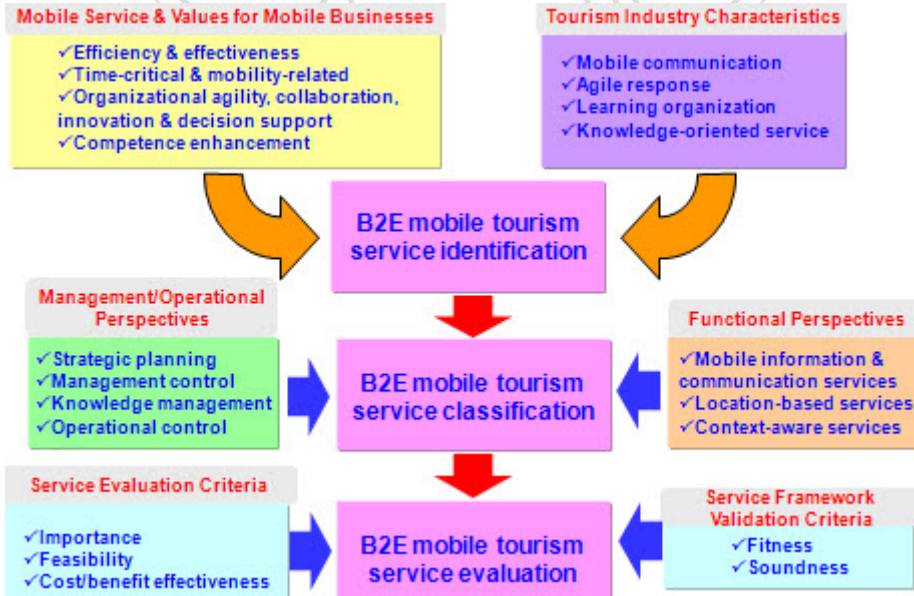 Mobile Service & Values for Mobile Businesses
✓Efficiency & effectiveness
✓Time-critical & mobility-related
✓Organizational agility, collaboration,
innovation & decision support
✓Competence enhancement
Tourism Industry Characteristics
✓Mobile communication
✓Agile response
✓Learning organization
✓Knowledge-oriented service
B2E mobile tourism
service identification
Management/Operational
Perspectives
✓Strategic planning
✓Management control
✓Knowledge management
✓Operational control
B2E mobile tourism
service classification
Functional Perspectives
✓Mobile information &
communication services
✓Location-based services
✓Context-aware services
Service Evaluation Criteria
✓Importance
✓Feasibility
✓Cost/benefit effectiveness
B2E mobile tourism
service evaluation
Service Framework
Validation Criteria
✓Fitness
✓Soundness